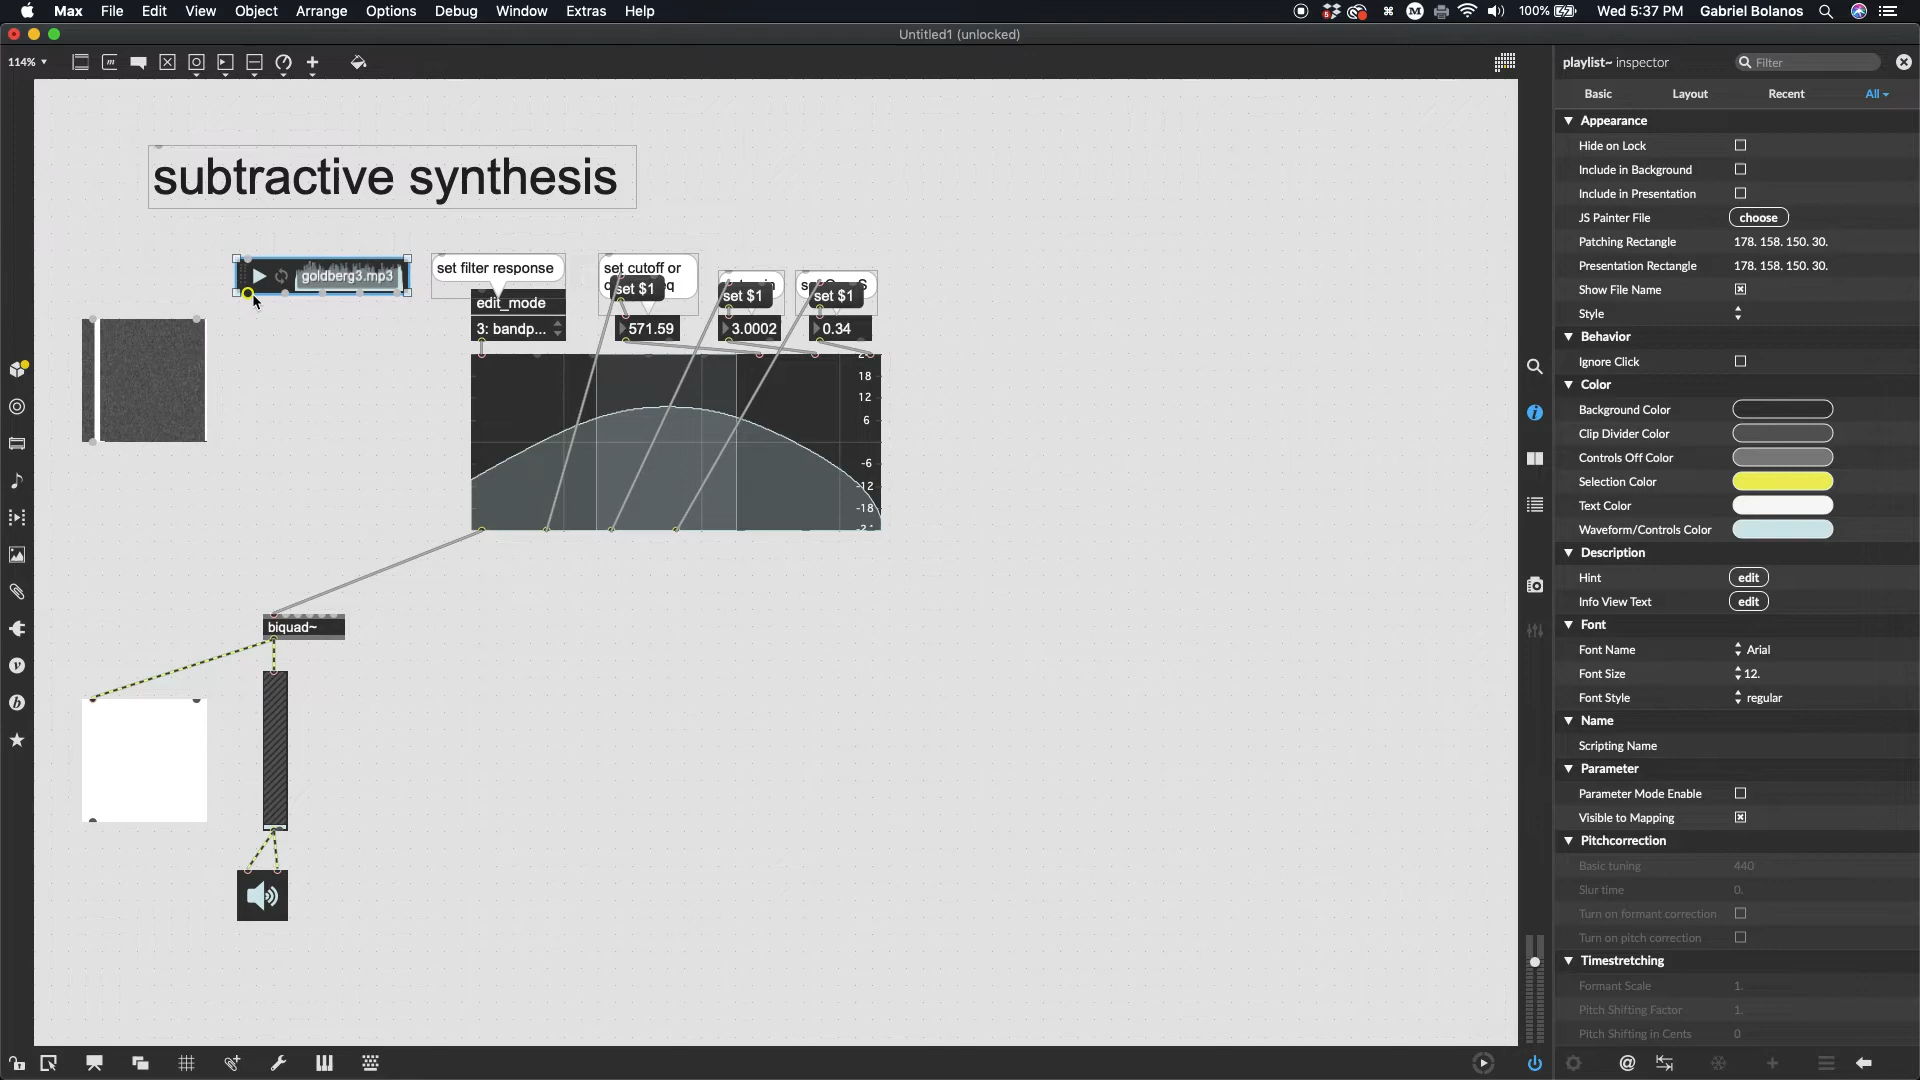 Max File Edit View Object Arrange Options Debug Window Extras Help
5 M 100% Wed 5:37 PM Gabriel Bolanos
Untitled1 (unlocked)
114%
playlist~ inspector
Filter
Basic Layout Recent All
subtractive synthesis
goldberg3.mp3
set filter response
edit_mode
3: bandp...
set cutoff or
set $1
571.59
set $1
3.0002
set $1
0.34
18
12
6
-6
-12
-18
biquad~
Appearance
Hide on Lock
Include in Background
Include in Presentation
JS Painter File choose
Patching Rectangle 178. 158. 150. 30.
Presentation Rectangle 178. 158. 150. 30.
Show File Name
Style
Behavior
Ignore Click
Color
Background Color
Clip Divider Color
Controls Off Color
Selection Color
Text Color
Waveform/Controls Color
Description
Hint edit
Info View Text edit
Font
Font Name Arial
Font Size 12.
Font Style regular
Name
Scripting Name
Parameter
Parameter Mode Enable
Visible to Mapping
Pitchcorrection
Basic tuning 440
Slur time 0.
Turn on formant correction
Turn on pitch correction
Timestretching
Formant Scale 1.
Pitch Shifting Factor 1.
Pitch Shifting in Cents 0